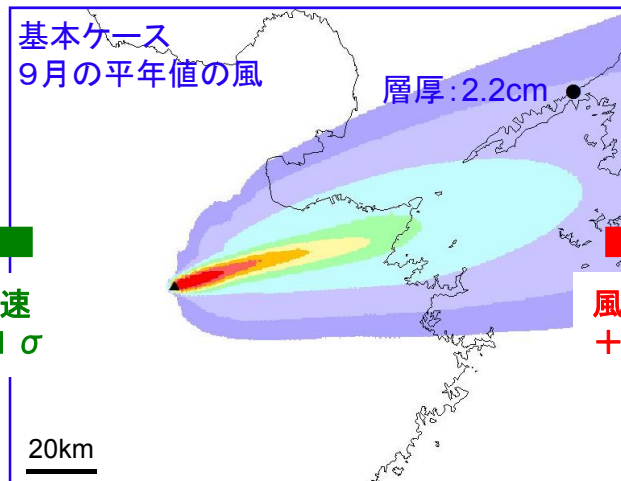 基本ケース
9月の平年値の風
層厚:2.2cm
速
σ
風
+
20km